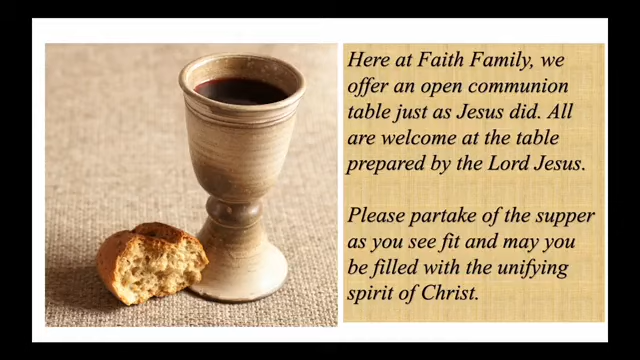 Here at Faith Family, we
offer an open communion
table just as Jesus did. All
are welcome at the table
prepared by the Lord Jesus.
Please partake of the supper
as you see fit and may you
be filled with the unifying
spirit of Christ.